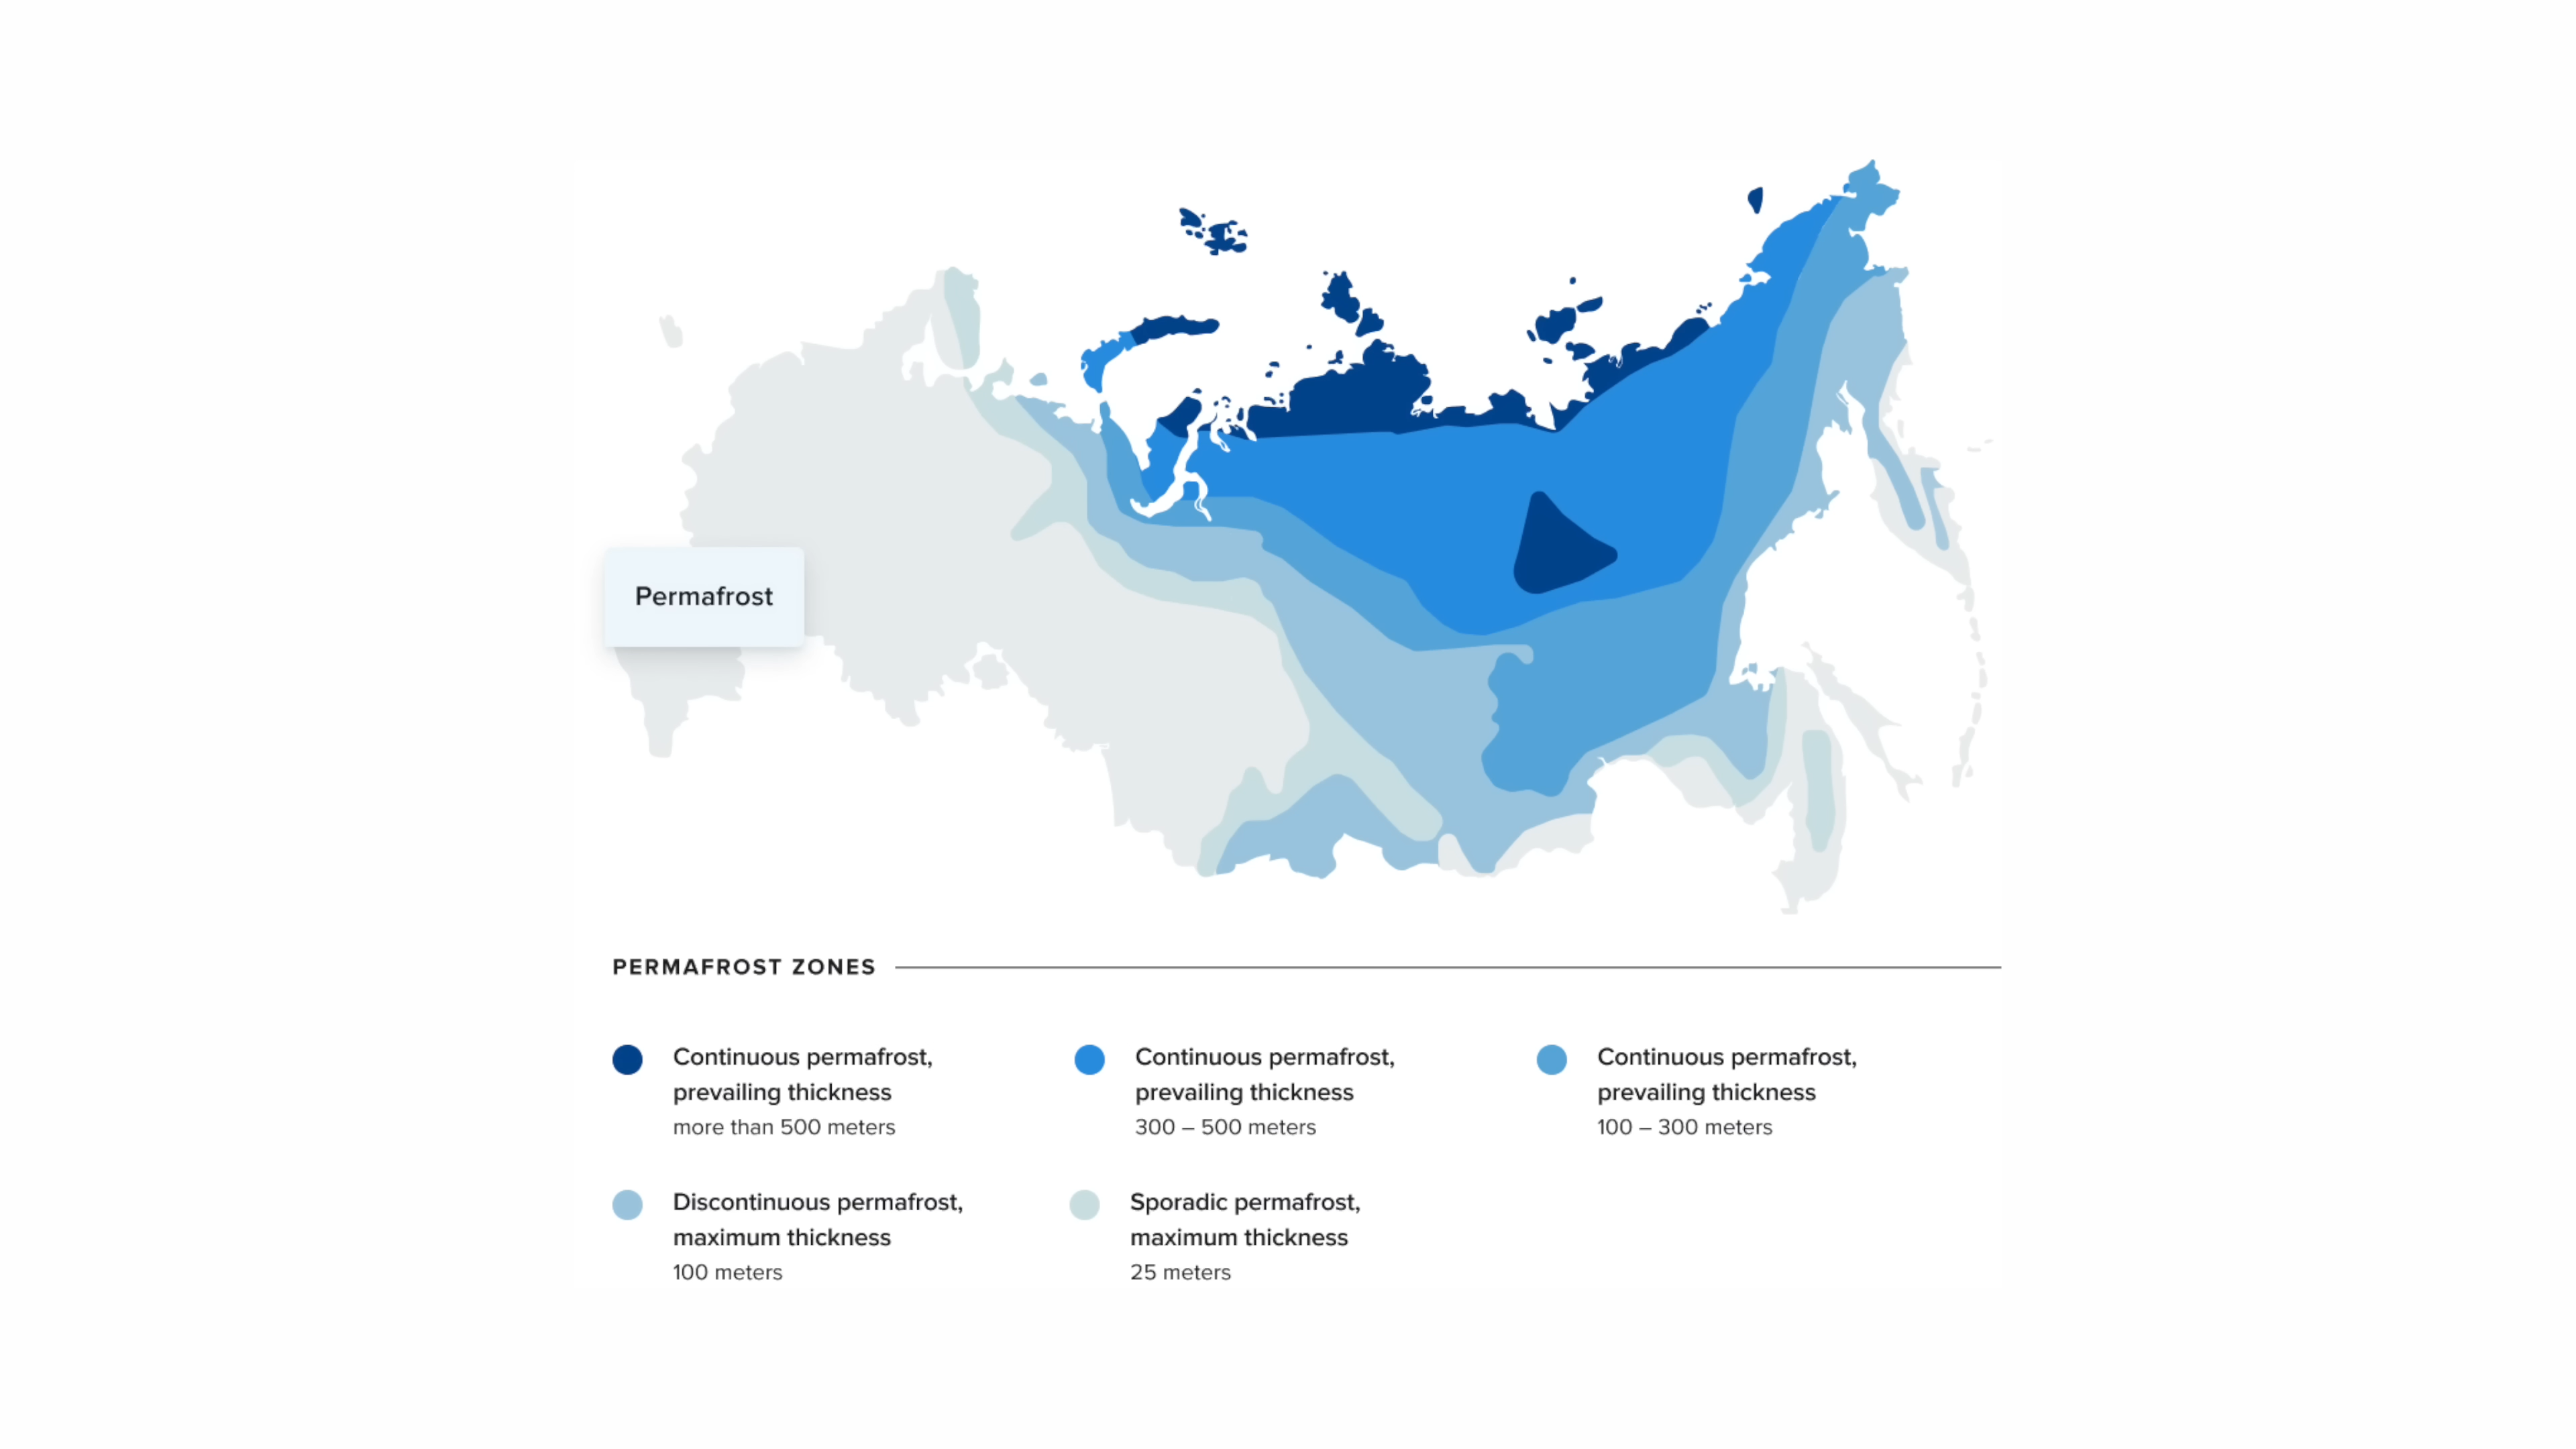 Permafrost
PERMAFROST ZONES
Continuous permafrost,
prevailing thickness
more than 500 meters
Continuous permafrost,
prevailing thickness
300 – 500 meters
Continuous permafrost,
prevailing thickness
100 – 300 meters
Discontinuous permafrost,
maximum thickness
100 meters
Sporadic permafrost,
maximum thickness
25 meters